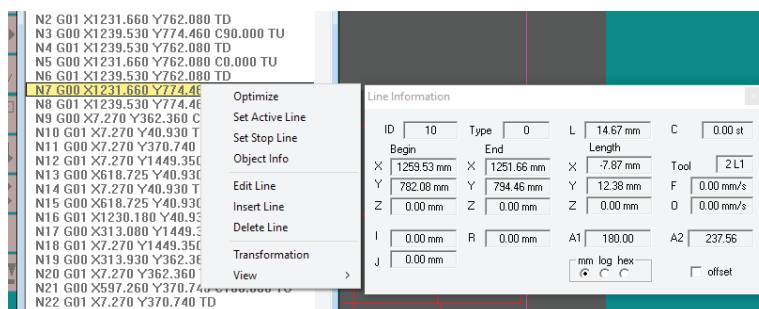 N2 G01 X1231.660 Y762.080 TD
N3 G00 X1239.530 Y774.460 C90.000 TU
N4 G01 X1239.530 Y762.080 TD
N5 G00 X1231.660 Y762.080 C0.000 TU
N6 G01 X1239.530 Y762.080 TD
N7 G00 X1231.660 Y774.46
N8 G01 X1239.530 Y774.46
N9 G00 X7.270 Y362.360 C
N10 G01 X7.270 Y40.930 T
N11 G00 X7.270 Y370.740
N12 G01 X7.270 Y1449.350
N13 G00 X618.725 Y40.930
N14 G01 X7.270 Y40.930 T
N15 G00 X618.725 Y40.930
N16 G01 X1230.180 Y40.93
N17 G00 X313.080 Y1449.3
N18 G01 X7.270 Y1449.350
N19 G00 X313.930 Y362.36
N20 G01 X7.270 Y362.360
N21 G00 X597.260 Y370.740
N22 G01 X7.270 Y370.740 TD
Optimize
Set Active Line
Set Stop Line
Object Info
Edit Line
Insert Line
Delete Line
Transformation
View >
Line Information
ID 10 Type 0 L 14.67 mm C 0.00 st
Begin End Length
X 1259.53 mm X 1251.66 mm X -7.87 mm Tool 2 L1
Y 782.08 mm Y 794.46 mm Y 12.38 mm F 0.00 mm/s
Z 0.00 mm Z 0.00 mm Z 0.00 mm O 0.00 mm/s
I 0.00 mm R 0.00 mm A1 180.00 A2 237.56
J 0.00 mm
mm log hex
offset